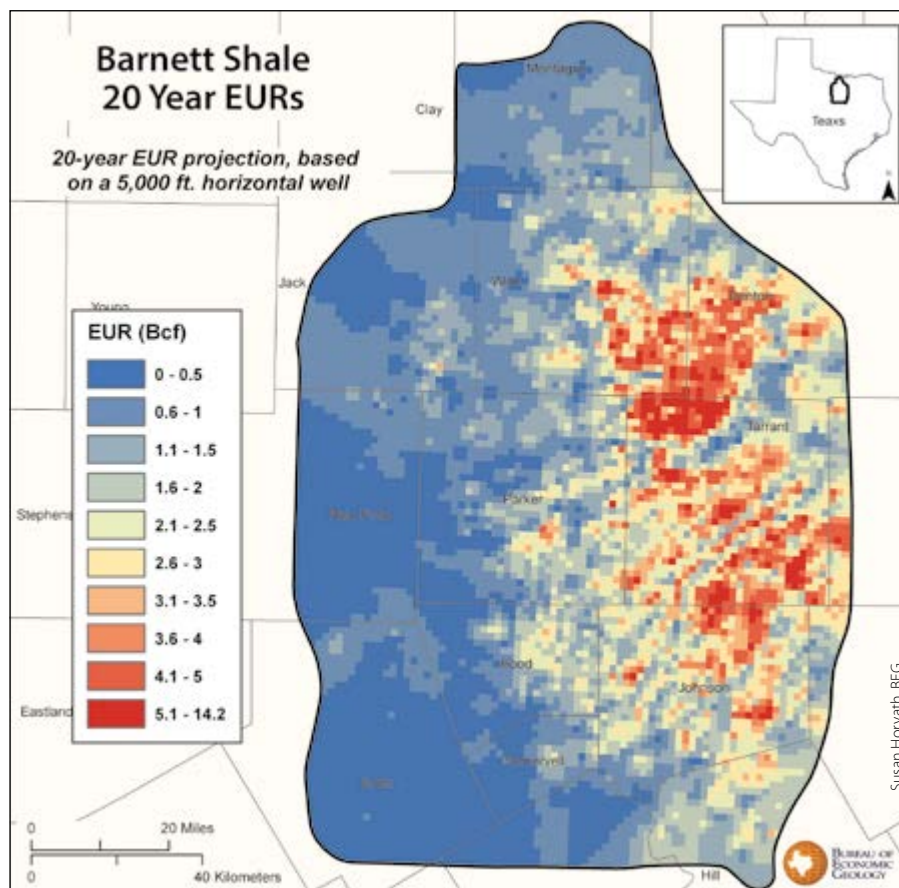 Barnett Shale
20 Year EURs
20-year EUR projection, based
on a 5,000 ft. horizontal well
Clay
Montague
Teaxs
N
Jack
Wise
Denton
Young
EUR (Bcf)
0 - 0.5
0.6 - 1
1.1 - 1.5
1.6 - 2
2.1 - 2.5
2.6 - 3
3.1 - 3.5
3.6 - 4
4.1 - 5
5.1 - 14.2
Tarrant
Stephens
Palo Pinto
Parker
Hood
Johnson
Eastland
Somervell
Erath
Hill
0 20 Miles
0 40 Kilometers
Susan Horvath, BEG
BUREAU OF
ECONOMIC
GEOLOGY